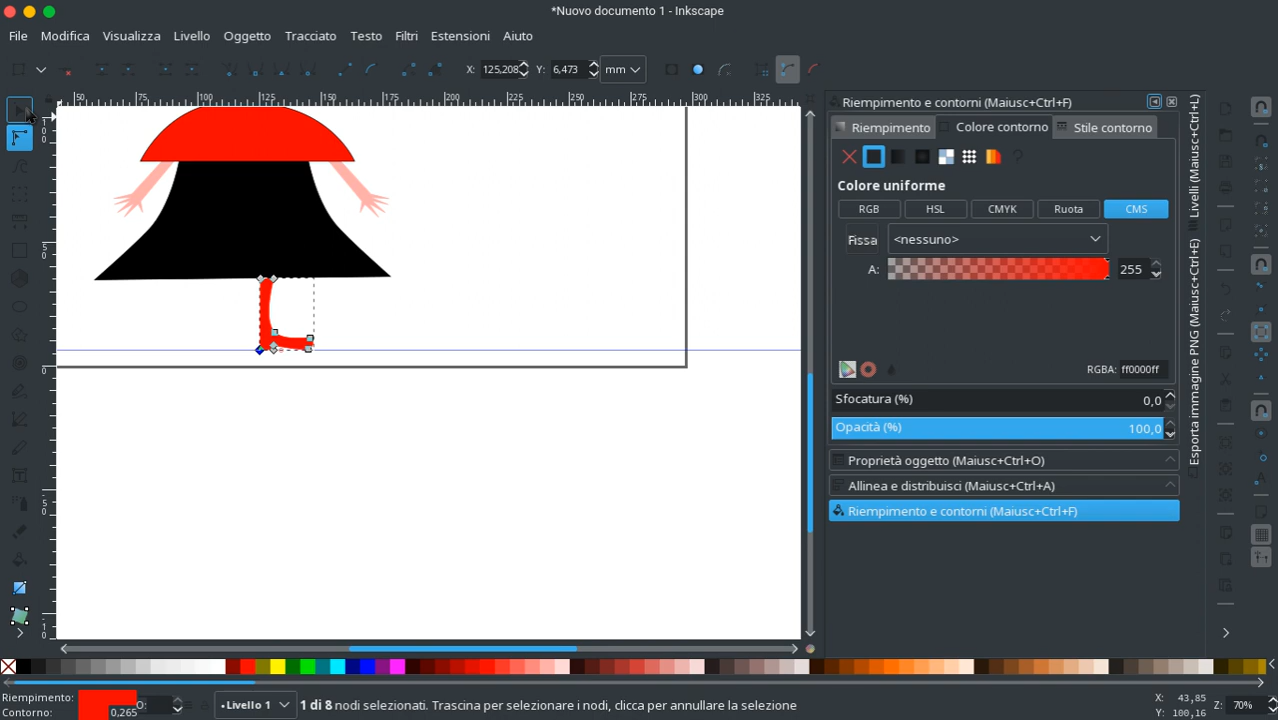 *Nuovo documento 1 - Inkscape
File Modifica Visualizza Livello Oggetto Tracciato Testo Filtri Estensioni Aiuto
X: 125,208 Y: 6,473 mm
50 75 100 125 150 175 200 225 250 275 300 325
Riempimento e contorni (Maiusc+Ctrl+F)
Riempimento Colore contorno Stile contorno
Colore uniforme
RGB HSL CMYK Ruota CMS
Fissa <nessuno>
A: 255
RGBA: ff0000ff
Sfocatura (%) 0,0
Opacità (%) 100,0
Proprietà oggetto (Maiusc+Ctrl+O)
Allinea e distribuisci (Maiusc+Ctrl+A)
Riempimento e contorni (Maiusc+Ctrl+F)
Livelli (Maiusc+Ctrl+L)
Esporta immagine PNG (Maiusc+Ctrl+E)
Riempimento: O:
Contorno: 0,265
•Livello 1
1 di 8 nodi selezionati. Trascina per selezionare i nodi, clicca per annullare la selezione
X: 43,85
Y: 100,16
Z: 70%